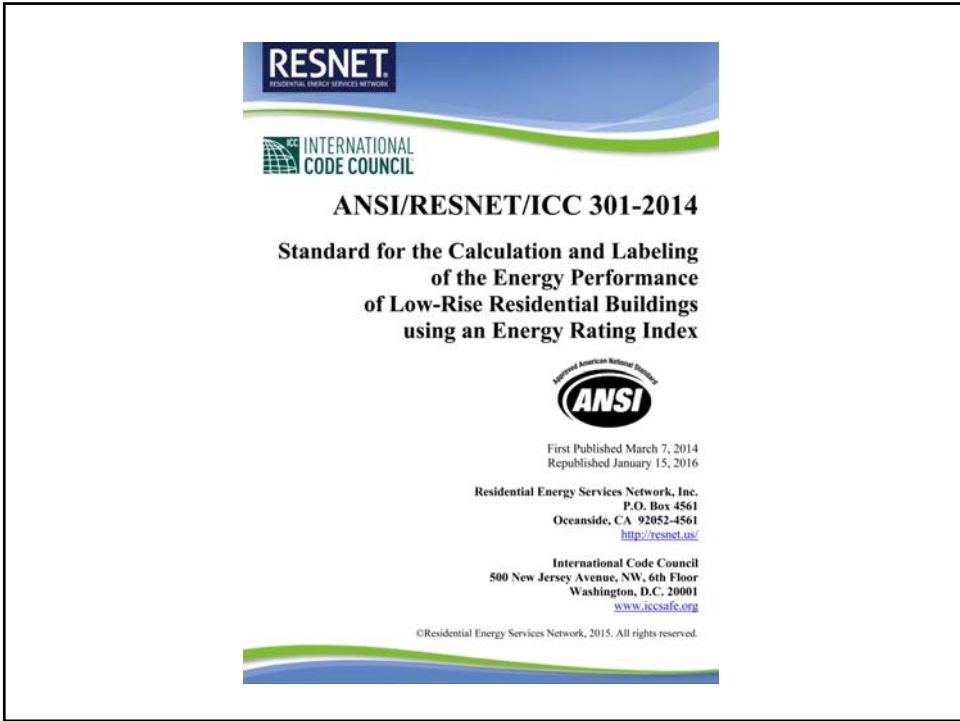 RESNET.
RESIDENTIAL ENERGY SERVICES NETWORK
ICC INTERNATIONAL
CODE COUNCIL
ANSI/RESNET/ICC 301-2014
Standard for the Calculation and Labeling
of the Energy Performance
of Low-Rise Residential Buildings
using an Energy Rating Index
Approved American National Standard
ANSI
First Published March 7, 2014
Republished January 15, 2016
Residential Energy Services Network, Inc.
P.O. Box 4561
Oceanside, CA 92052-4561
http://resnet.us/
International Code Council
500 New Jersey Avenue, NW, 6th Floor
Washington, D.C. 20001
www.iccsafe.org
©Residential Energy Services Network, 2015. All rights reserved.